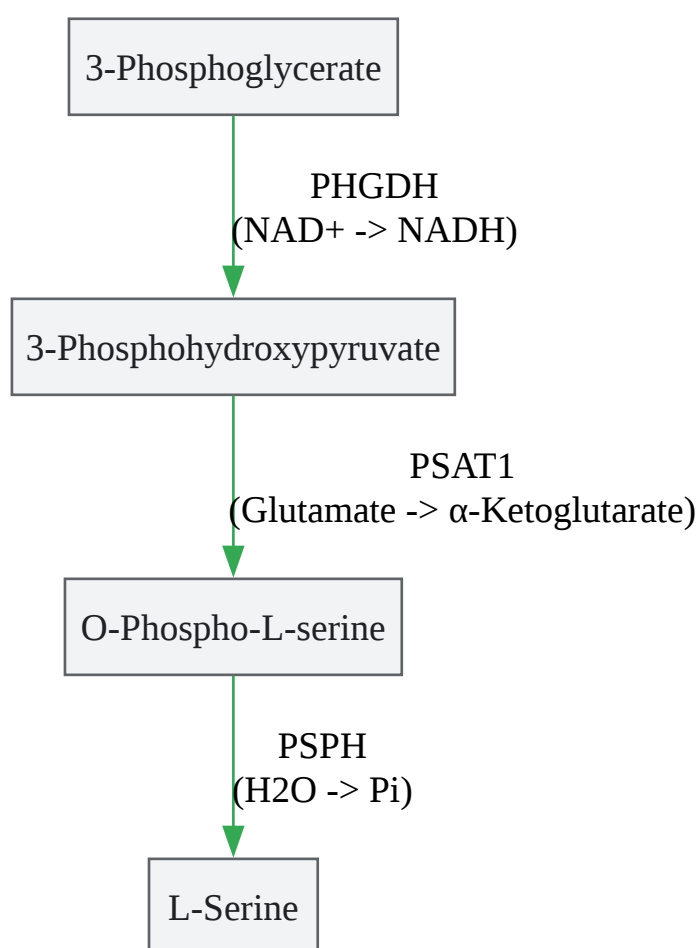 3-Phosphoglycerate
PHGDH
(NAD+ -> NADH)
3-Phosphohydroxypyruvate
PSAT1
(Glutamate -> α-Ketoglutarate)
O-Phospho-L-serine
PSPH
(H2O -> Pi)
L-Serine